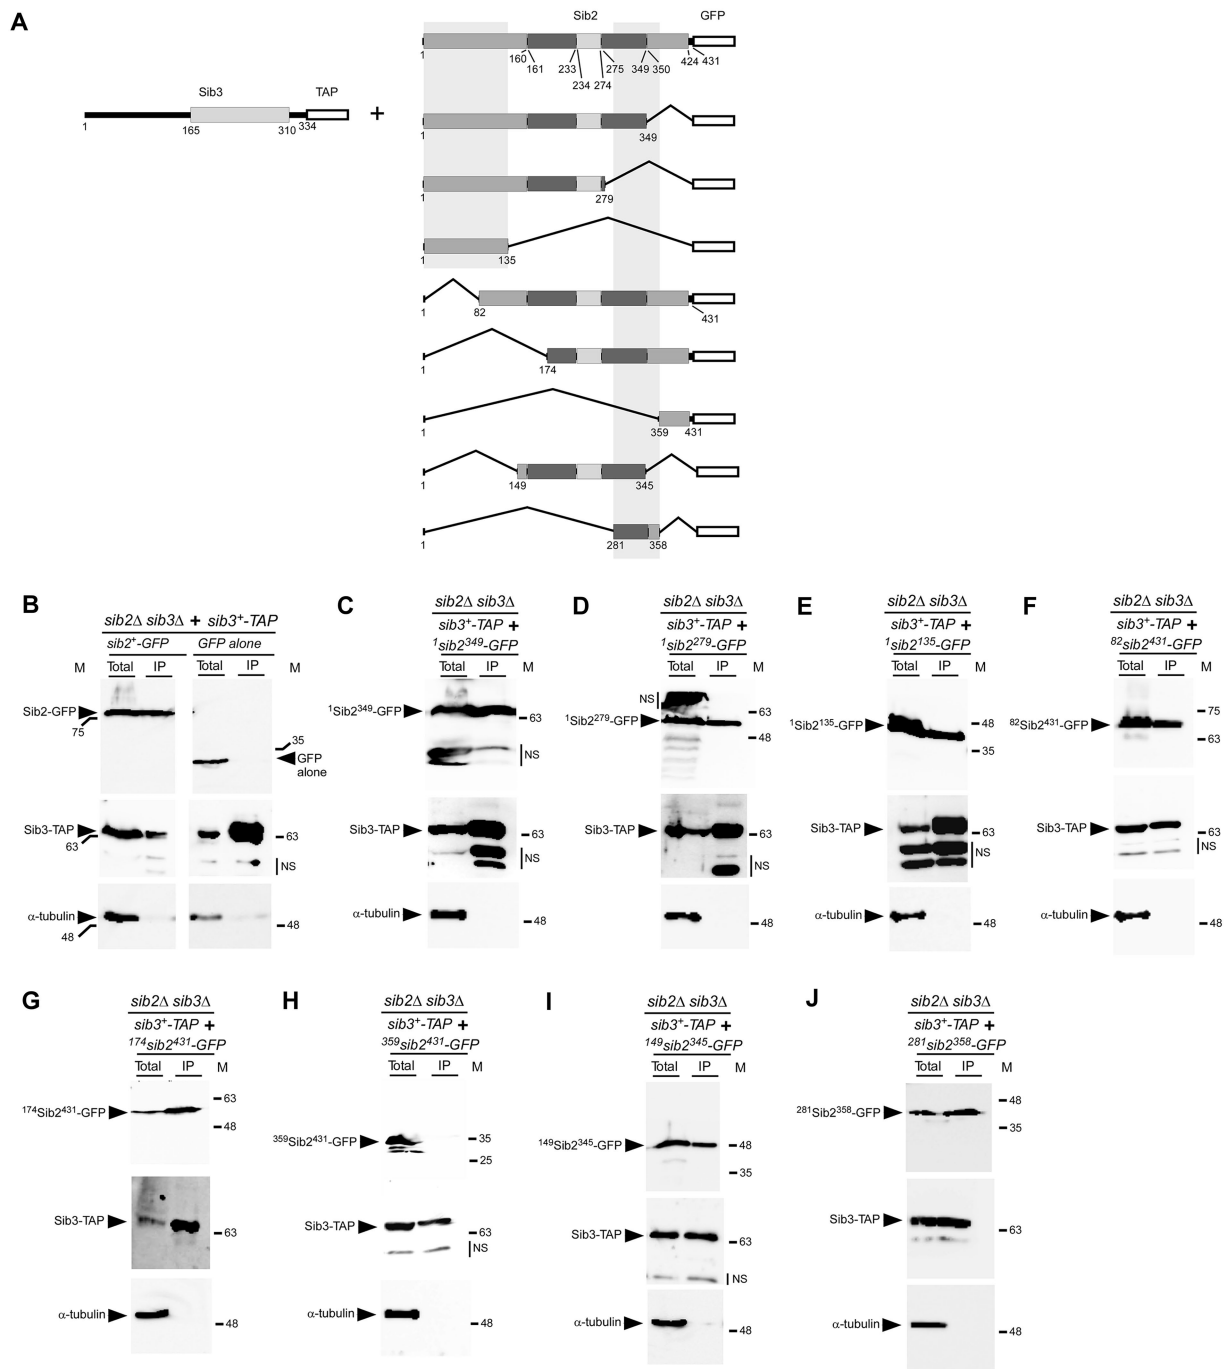 A
Sib2
GFP
1
160
161
233
234
274
275
349
350
424
431
Sib3
TAP
1
165
310
334
+
1
349
1
279
1
135
1
82
431
1
174
1
359
431
1
149
345
1
281
358
B
sib2Δ sib3Δ + sib3⁺-TAP
sib2⁺-GFP
GFP alone
M
Total
IP
Total
IP
M
Sib2-GFP
75
35
GFP
alone
Sib3-TAP
63
63
NS
α-tubulin
48
48
C
sib2Δ sib3Δ
sib3⁺-TAP +
¹sib2³⁴⁹-GFP
Total
IP
M
¹Sib2³⁴⁹-GFP
63
NS
Sib3-TAP
63
NS
α-tubulin
48
D
sib2Δ sib3Δ
sib3⁺-TAP +
¹sib2²⁷⁹-GFP
Total
IP
M
NS
¹Sib2²⁷⁹-GFP
63
48
Sib3-TAP
63
NS
α-tubulin
48
E
sib2Δ sib3Δ
sib3⁺-TAP +
¹sib2¹³⁵-GFP
Total
IP
M
¹Sib2¹³⁵-GFP
48
35
Sib3-TAP
63
NS
α-tubulin
48
F
sib2Δ sib3Δ
sib3⁺-TAP +
⁸²sib2⁴³¹-GFP
Total
IP
M
⁸²Sib2⁴³¹-GFP
75
63
Sib3-TAP
63
NS
α-tubulin
48
G
sib2Δ sib3Δ
sib3⁺-TAP +
¹⁷⁴sib2⁴³¹-GFP
Total
IP
M
¹⁷⁴Sib2⁴³¹-GFP
63
48
Sib3-TAP
63
α-tubulin
48
H
sib2Δ sib3Δ
sib3⁺-TAP +
³⁵⁹sib2⁴³¹-GFP
Total
IP
M
³⁵⁹Sib2⁴³¹-GFP
35
25
Sib3-TAP
63
NS
α-tubulin
48
I
sib2Δ sib3Δ
sib3⁺-TAP +
¹⁴⁹sib2³⁴⁵-GFP
Total
IP
M
¹⁴⁹Sib2³⁴⁵-GFP
48
35
Sib3-TAP
63
NS
α-tubulin
48
J
sib2Δ sib3Δ
sib3⁺-TAP +
²⁸¹sib2³⁵⁸-GFP
Total
IP
M
²⁸¹Sib2³⁵⁸-GFP
48
35
Sib3-TAP
63
α-tubulin
48